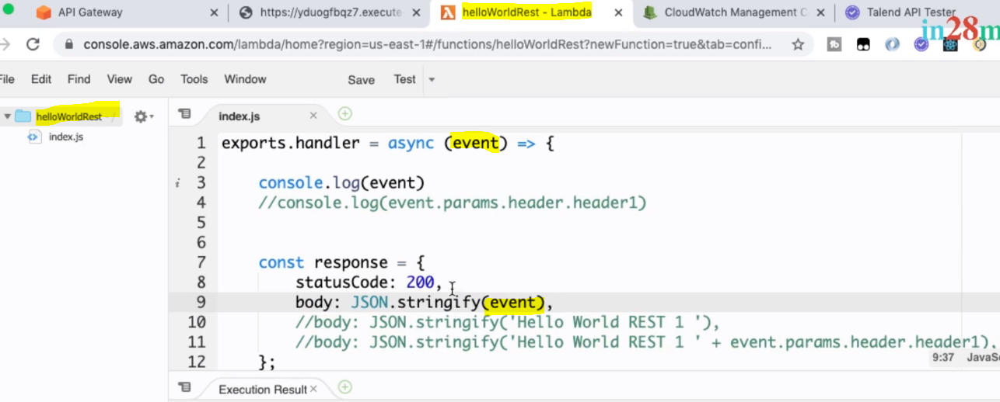 API Gateway
https://yduogfbqz7.execute
helloWorldRest - Lambda
CloudWatch Management C
Talend API Tester
in28m
console.aws.amazon.com/lambda/home?region=us-east-1#/functions/helloWorldRest?newFunction=true&tab=confi...
File Edit Find View Go Tools Window Save Test
helloWorldRest /
index.js
index.js
1 exports.handler = async (event) => {
2
3 console.log(event)
4 //console.log(event.params.header.header1)
5
6
7 const response = {
8 statusCode: 200,
9 body: JSON.stringify(event),
10 //body: JSON.stringify('Hello World REST 1 '),
11 //body: JSON.stringify('Hello World REST 1 ' + event.params.header.header1),
12 };
9:37 JavaSc
Execution Result